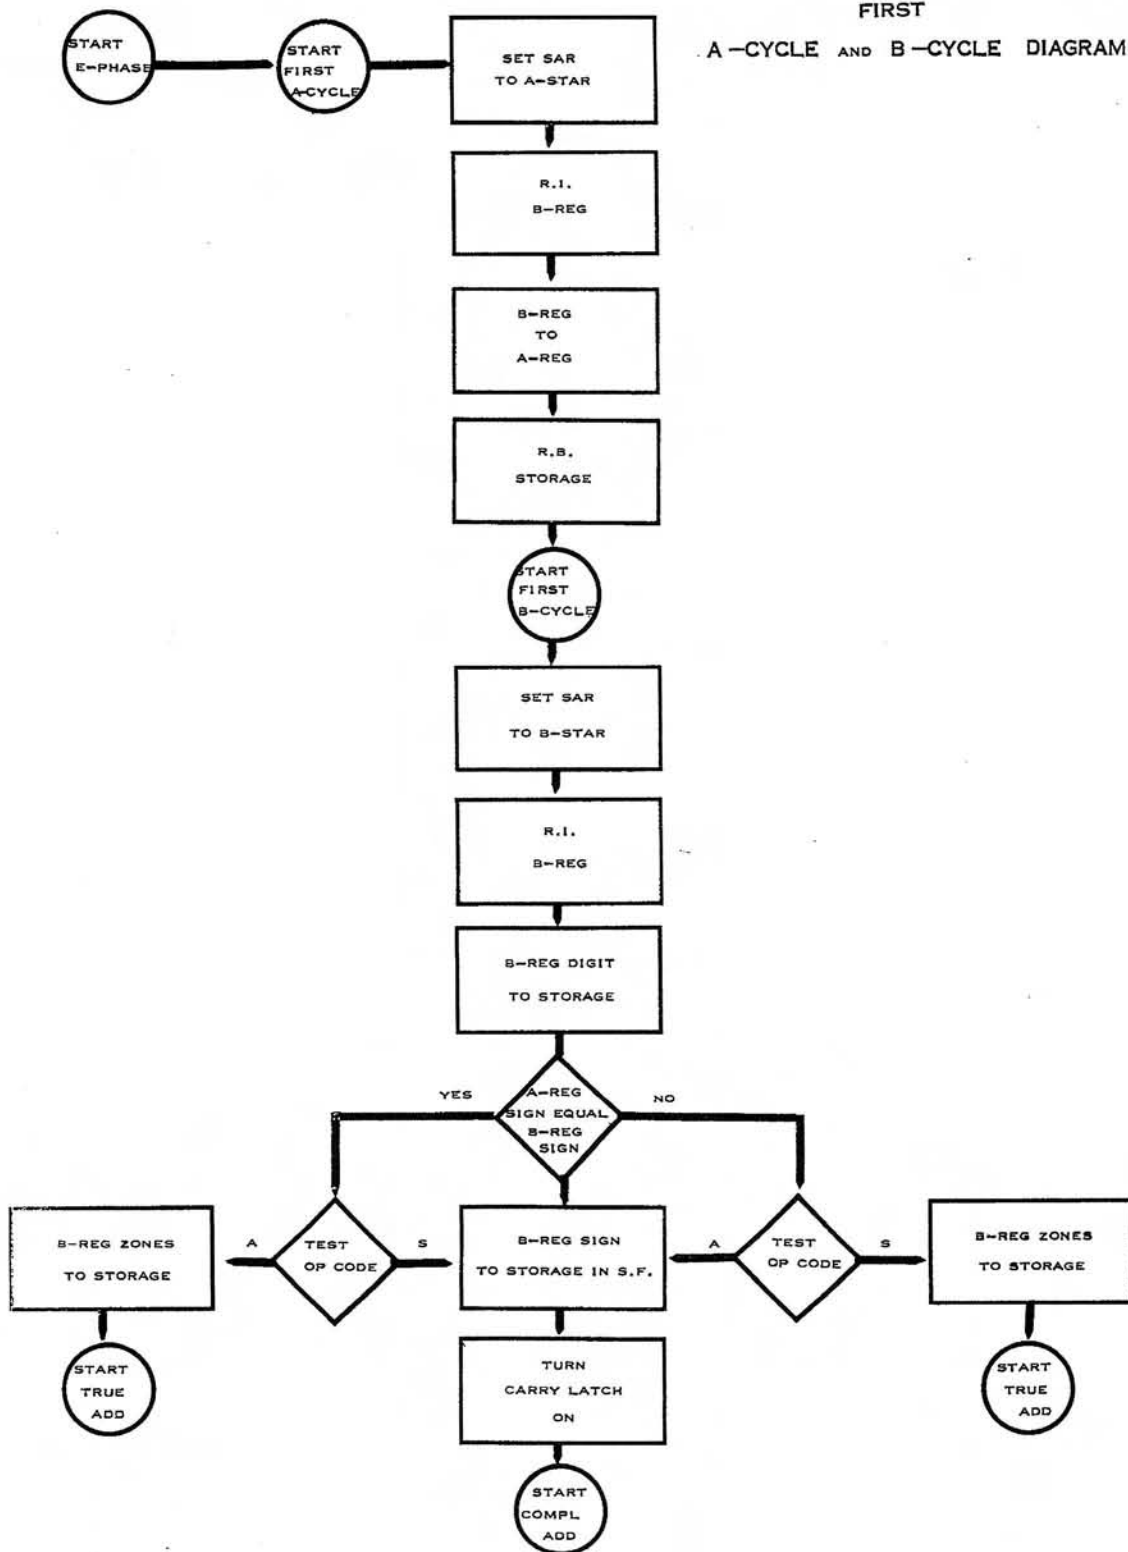 FIRST
A-CYCLE AND B-CYCLE DIAGRAM
START
E-PHASE
START
FIRST
A-CYCLE
SET SAR
TO A-STAR
R.I.
B-REG
B-REG
TO
A-REG
R.B.
STORAGE
START
FIRST
B-CYCLE
SET SAR
TO B-STAR
R.I.
B-REG
B-REG DIGIT
TO STORAGE
YES
A-REG
SIGN EQUAL
B-REG
SIGN
NO
B-REG ZONES
TO STORAGE
A
TEST
OP CODE
S
B-REG SIGN
TO STORAGE IN S.F.
A
TEST
OP CODE
S
B-REG ZONES
TO STORAGE
START
TRUE
ADD
TURN
CARRY LATCH
ON
START
TRUE
ADD
START
COMPL
ADD